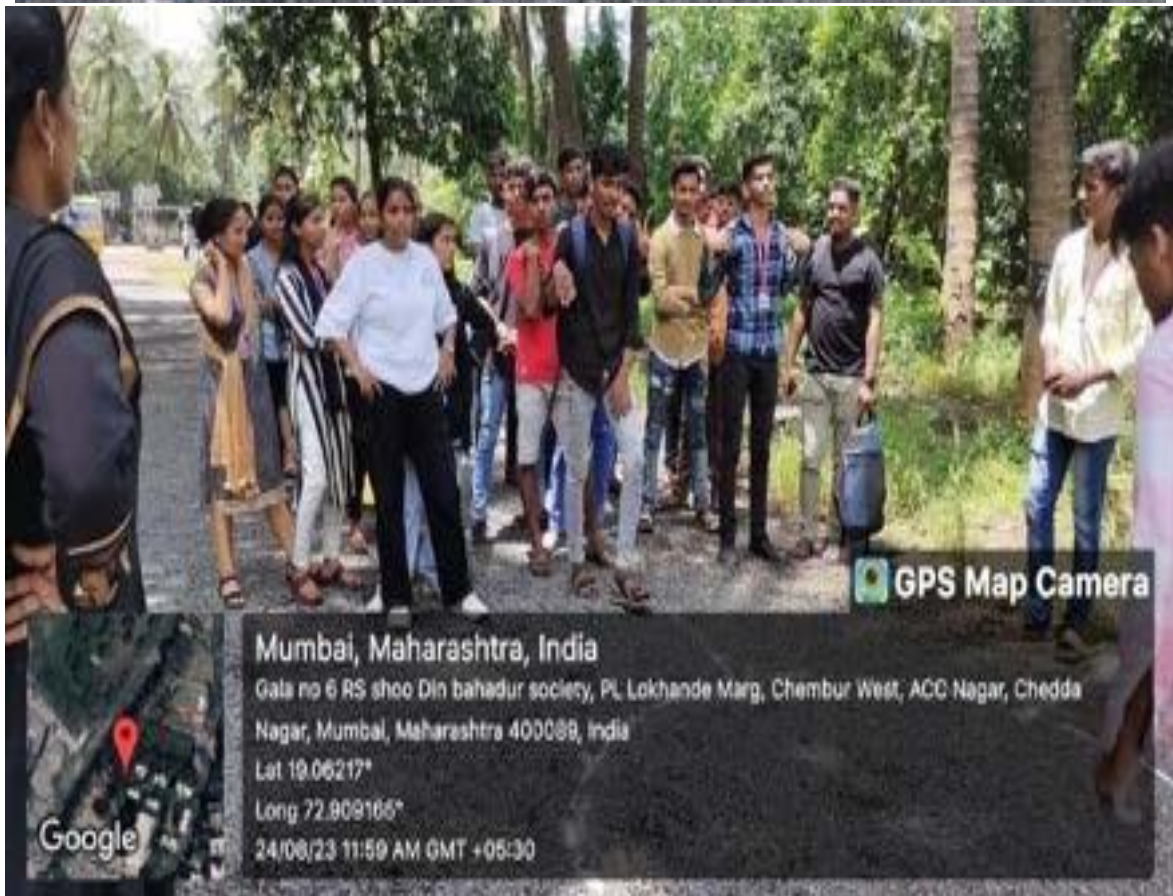 GPS Map Camera
Mumbai, Maharashtra, India
Gala no 6 RS shoo Din bahadur society, PL Lokhande Marg, Chembur West, ACC Nagar, Chedda
Nagar, Mumbai, Maharashtra 400089, India
Lat 19.06217°
Long 72.909165°
24/08/23 11:59 AM GMT +05:30
Google